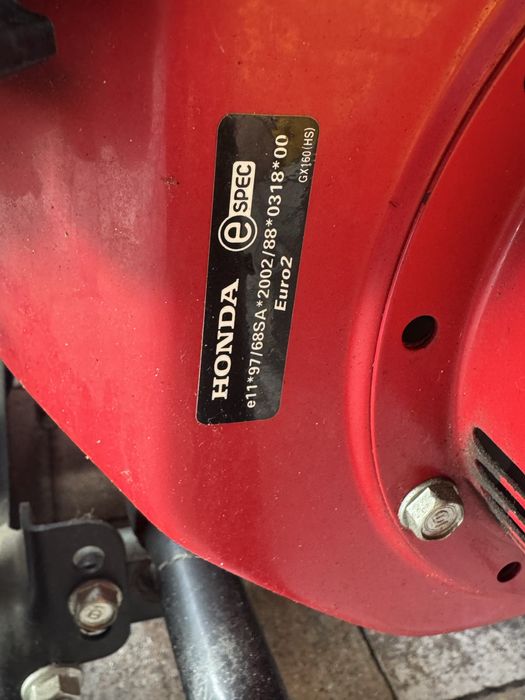 HONDA e SPEC
e11*97/68SA*2002/88*0318*00
Euro2
GX160(HS)